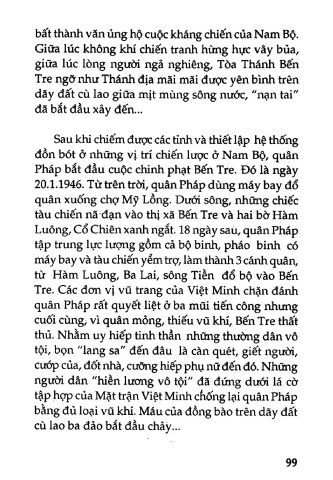 bất thành văn ủng hộ cuộc kháng chiến của Nam Bộ.
Giữa lúc không khí chiến tranh hừng hực vây bủa,
giữa lúc lòng người ngả nghiêng, Tòa Thánh Bến
Tre ngỡ như Thánh địa mãi mãi được yên bình trên
dãy đất cù lao giữa mịt mùng sông nước, “nạn tai”
đã bắt đầu xảy đến...
Sau khi chiếm được các tỉnh và thiết lập hệ thống
đồn bót ở những vị trí chiến lược ở Nam Bộ, quân
Pháp bắt đầu cuộc chinh phạt Bến Tre. Đó là ngày
20.1.1946. Từ trên trời, quân Pháp dùng máy bay đổ
quân xuống chợ Mỹ Lồng. Dưới sông, những chiếc
tàu chiến nã đạn vào thị xã Bến Tre và hai bờ Hàm
Luông, Cổ Chiên xanh ngắt. 18 ngày sau, quân Pháp
tập trung lực lượng gồm cả bộ binh, pháo binh có
máy bay và tàu chiến yểm trợ, làm thành 3 cánh quân,
từ Hàm Luông, Ba Lai, sông Tiền đổ bộ vào Bến
Tre. Các đơn vị vũ trang của Việt Minh chặn đánh
quân Pháp rất quyết liệt ở ba mũi tiến công nhưng
cuối cùng, vì quân mỏng, thiếu vũ khí, Bến Tre thất
thủ. Nhằm uy hiếp tinh thần những thường dân vô
tội, bọn “lang sa” đến đâu là càn quét, giết người,
cướp của, đốt nhà, cưỡng hiếp phụ nữ đến đó. Những
người dân “hiền lương vô tội” đã đứng dưới lá cờ
tập hợp của Mặt trận Việt Minh chống lại quân Pháp
bằng đủ loại vũ khí. Máu của đồng bào trên dãy đất
cù lao ba đảo bắt đầu chảy...
99